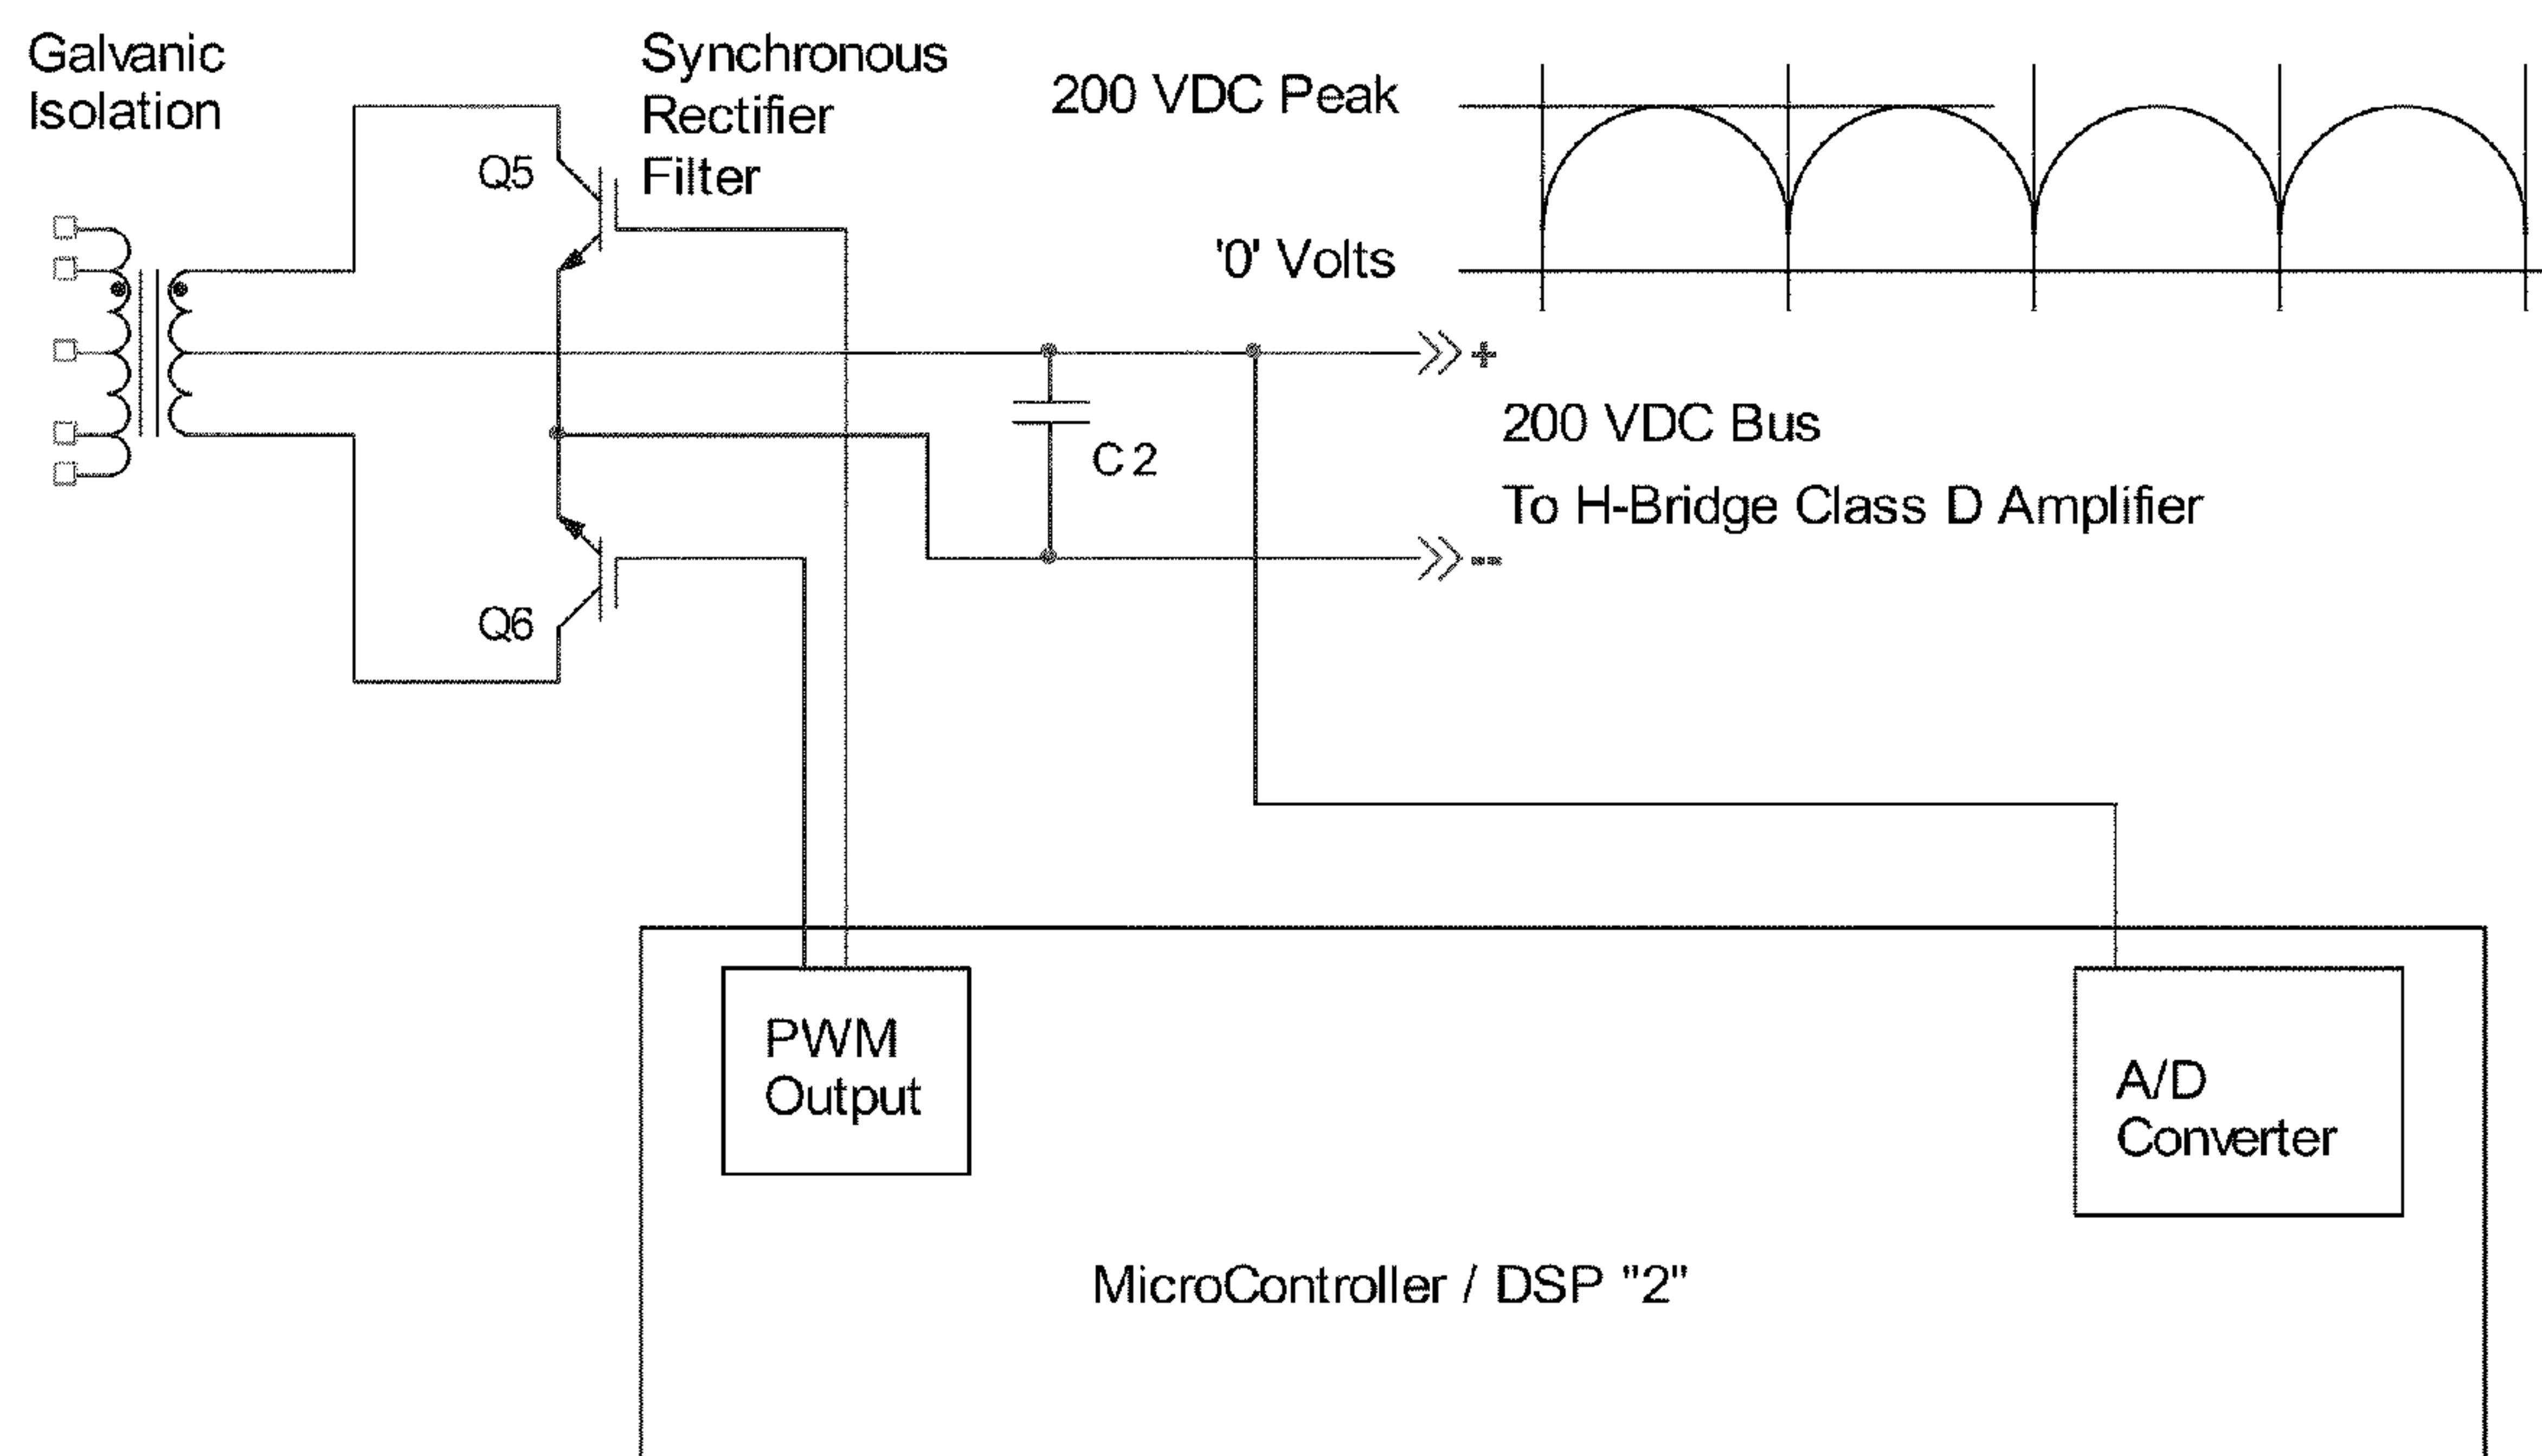 Galvanic
Isolation
Synchronous
Rectifier
Filter
Q5
200 VDC Peak
'0' Volts
+
200 VDC Bus
To H-Bridge Class D Amplifier
--
C 2
Q6
PWM
Output
A/D
Converter
MicroController / DSP "2"